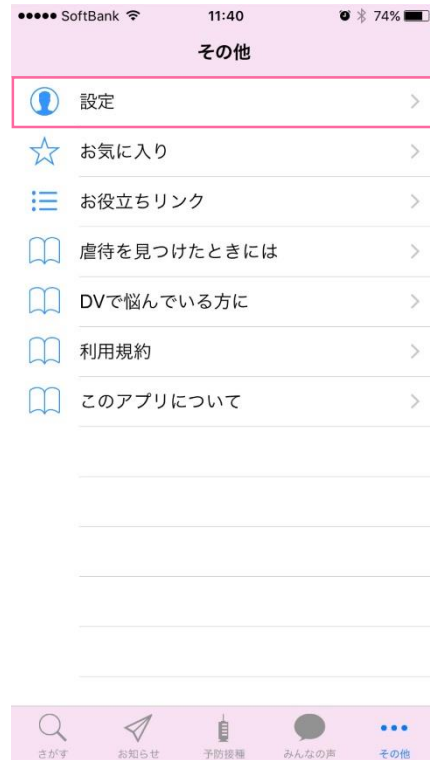 SoftBank 11:40 74%
その他
設定
お気に入り
お役立ちリンク
虐待を見つけたときには
DVで悩んでいる方に
利用規約
このアプリについて
さがす お知らせ 予防接種 みんなの声 その他